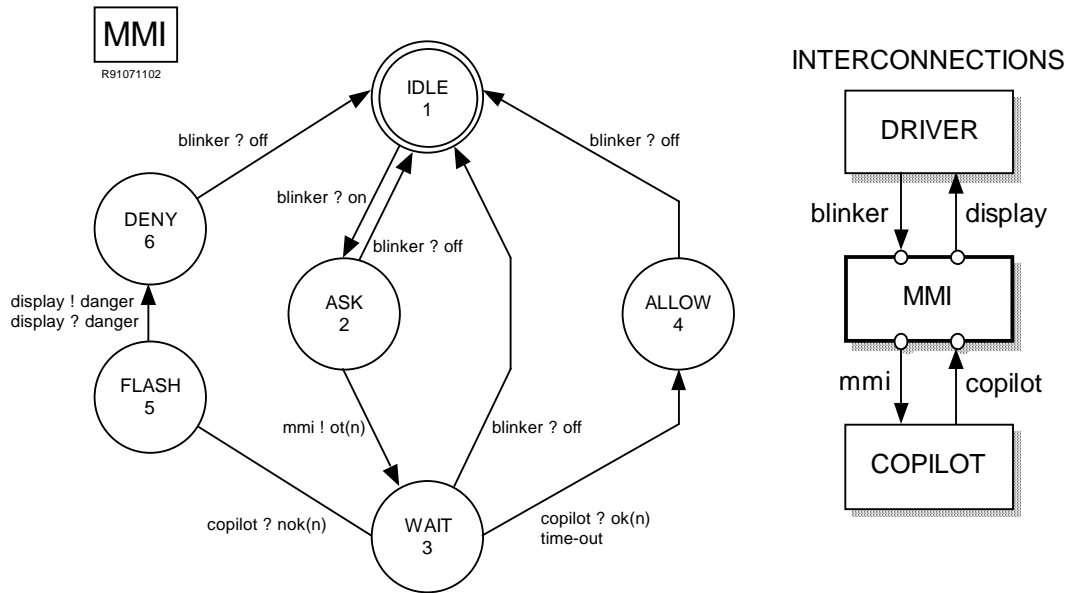 MMI
R91071102
IDLE
1
blinker ? off
blinker ? off
blinker ? on
DENY
6
blinker ? off
display ! danger
display ? danger
ASK
2
ALLOW
4
FLASH
5
mmi ! ot(n)
blinker ? off
copilot ? nok(n)
WAIT
3
copilot ? ok(n)
time-out
INTERCONNECTIONS
DRIVER
blinker
display
MMI
mmi
copilot
COPILOT